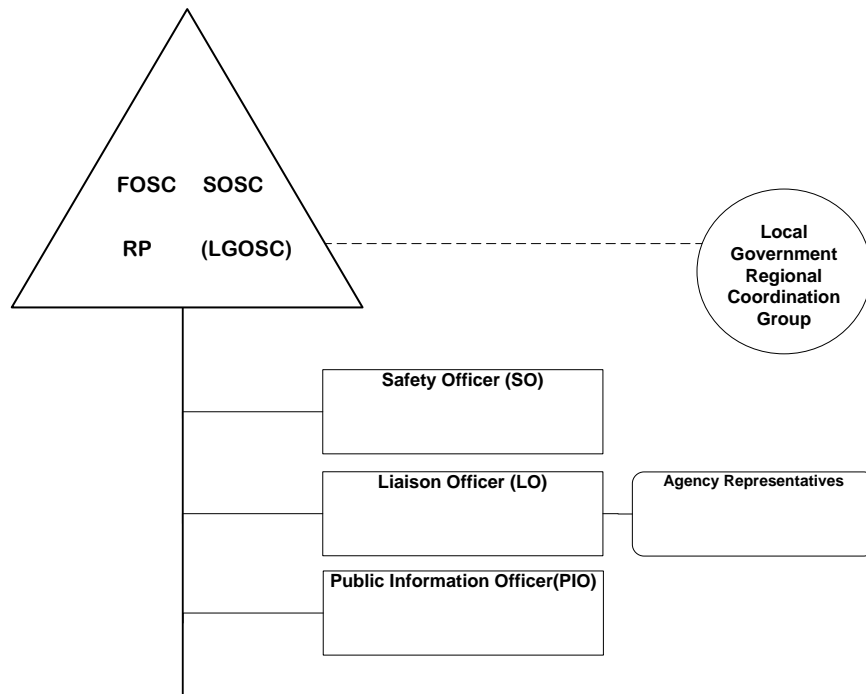 FOSC SOSC
RP (LGOSC)
Local
Government
Regional
Coordination
Group
Safety Officer (SO)
Liaison Officer (LO)
Agency Representatives
Public Information Officer(PIO)